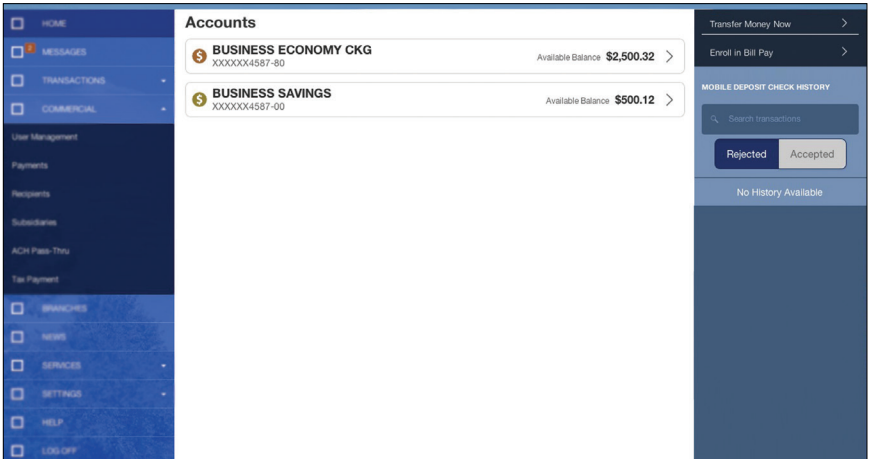 HOME
2
MESSAGES
TRANSACTIONS
COMMERCIAL
User Management
Payments
Recipients
Subsidiaries
ACH Pass-Thru
Tax Payment
BRANCHES
NEWS
SERVICES
SETTINGS
HELP
LOG OFF
Accounts
$ BUSINESS ECONOMY CKG
XXXXXX4587-80
Available Balance $2,500.32
$ BUSINESS SAVINGS
XXXXXX4587-00
Available Balance $500.12
Transfer Money Now
Enroll in Bill Pay
MOBILE DEPOSIT CHECK HISTORY
Search transactions
Rejected Accepted
No History Available